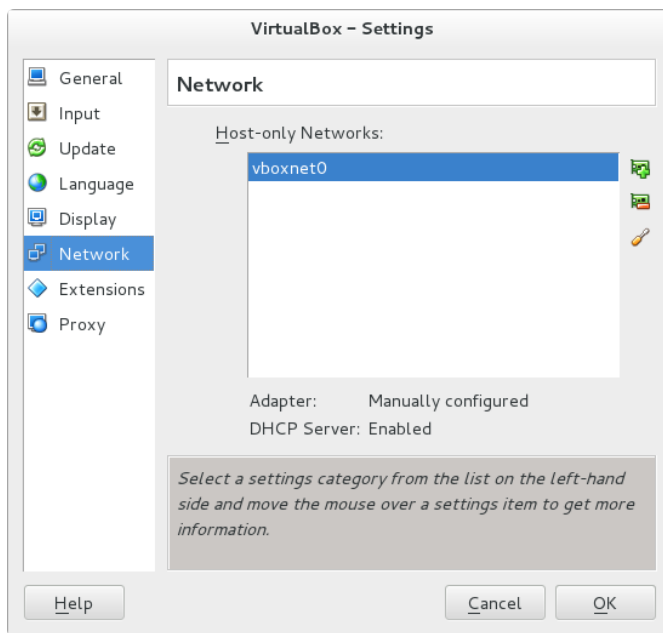 VirtualBox – Settings
General
Input
Update
Language
Display
Network
Extensions
Proxy
Network
Host-only Networks:
vboxnet0
Adapter: Manually configured
DHCP Server: Enabled
Select a settings category from the list on the left-hand
side and move the mouse over a settings item to get more
information.
Help
Cancel
OK